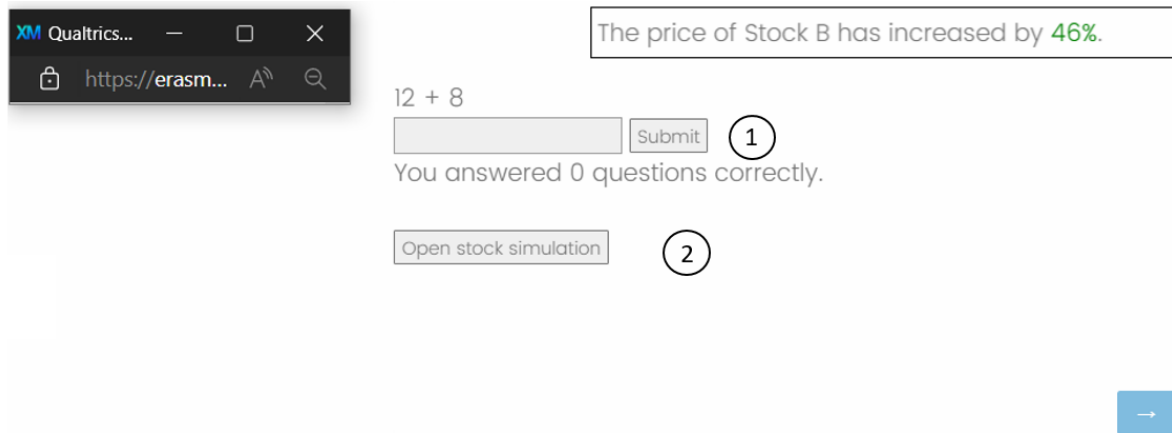 XM Qualtrics...
https://erasm...
The price of Stock B has increased by 46%.
12 + 8
Submit
1
You answered 0 questions correctly.
Open stock simulation
2
→